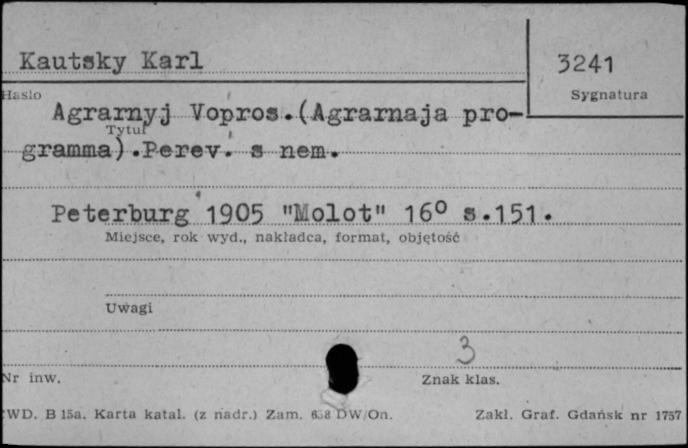 Kautsky Karl
3241
Hasło
Sygnatura
Agrarnyj Vopros.(Agrarnaja pro-
Tytuł
gramma).Perev. s nem.
Peterburg 1905 "Molot" 16° s.151.
Miejsce, rok wyd., nakładca, format, objętość
Uwagi
3
Nr inw.
Znak klas.
WD. B 15a. Karta katal. (z nadr.) Zam. DW/On.
Zakł. Graf. Gdańsk nr 1757